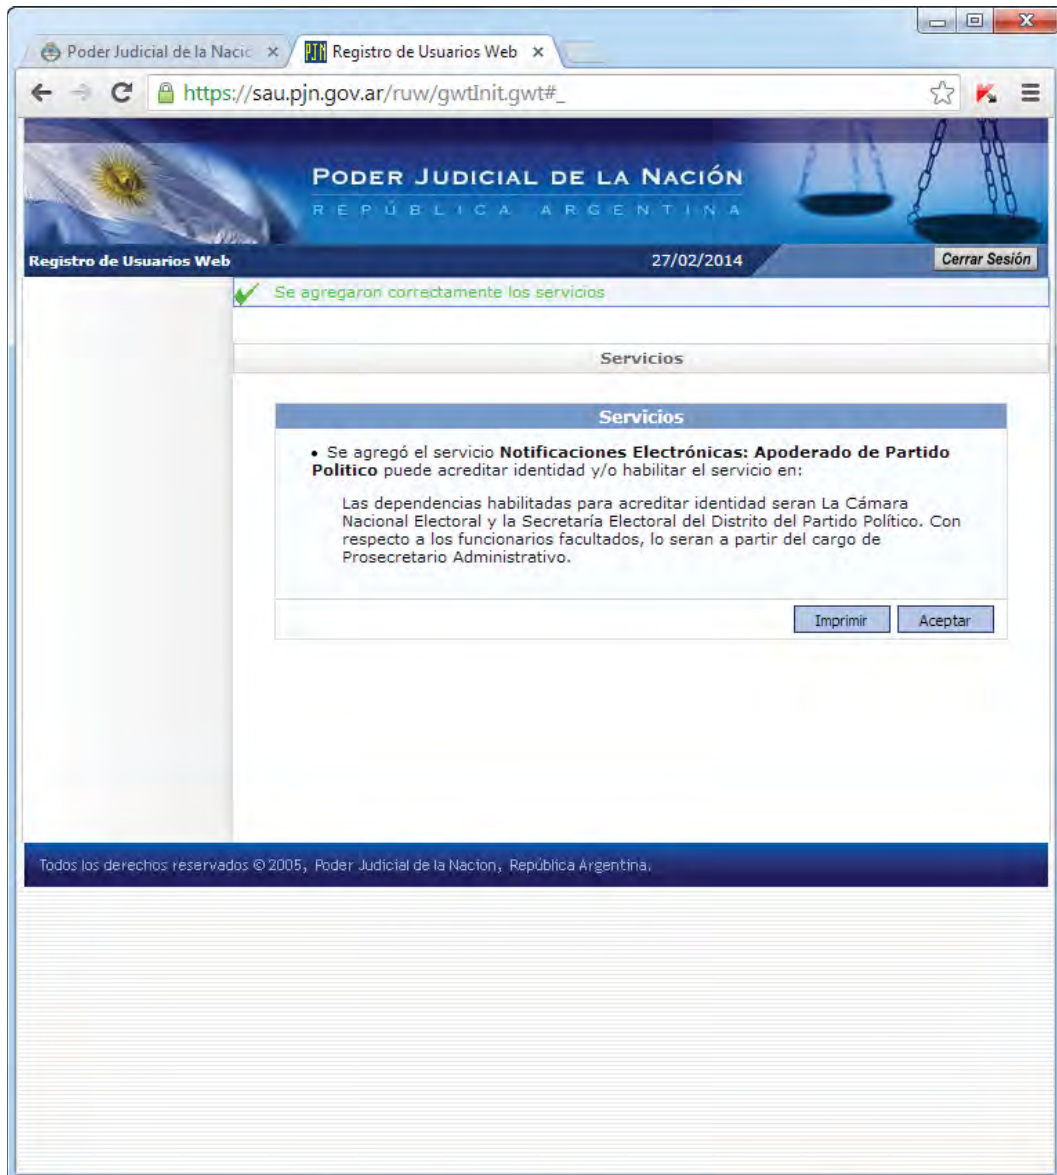 Poder Judicial de la Nació
Registro de Usuarios Web
https://sau.pjn.gov.ar/ruw/gwtInit.gwt#_
PODER JUDICIAL DE LA NACIÓN
REPÚBLICA ARGENTINA
Registro de Usuarios Web 27/02/2014 Cerrar Sesión
Se agregaron correctamente los servicios
Servicios
Servicios
• Se agregó el servicio Notificaciones Electrónicas: Apoderado de Partido
Politico puede acreditar identidad y/o habilitar el servicio en:
Las dependencias habilitadas para acreditar identidad seran La Cámara
Nacional Electoral y la Secretaría Electoral del Distrito del Partido Político. Con
respecto a los funcionarios facultados, lo seran a partir del cargo de
Prosecretario Administrativo.
Imprimir Aceptar
Todos los derechos reservados © 2005, Poder Judicial de la Nacion, República Argentina.